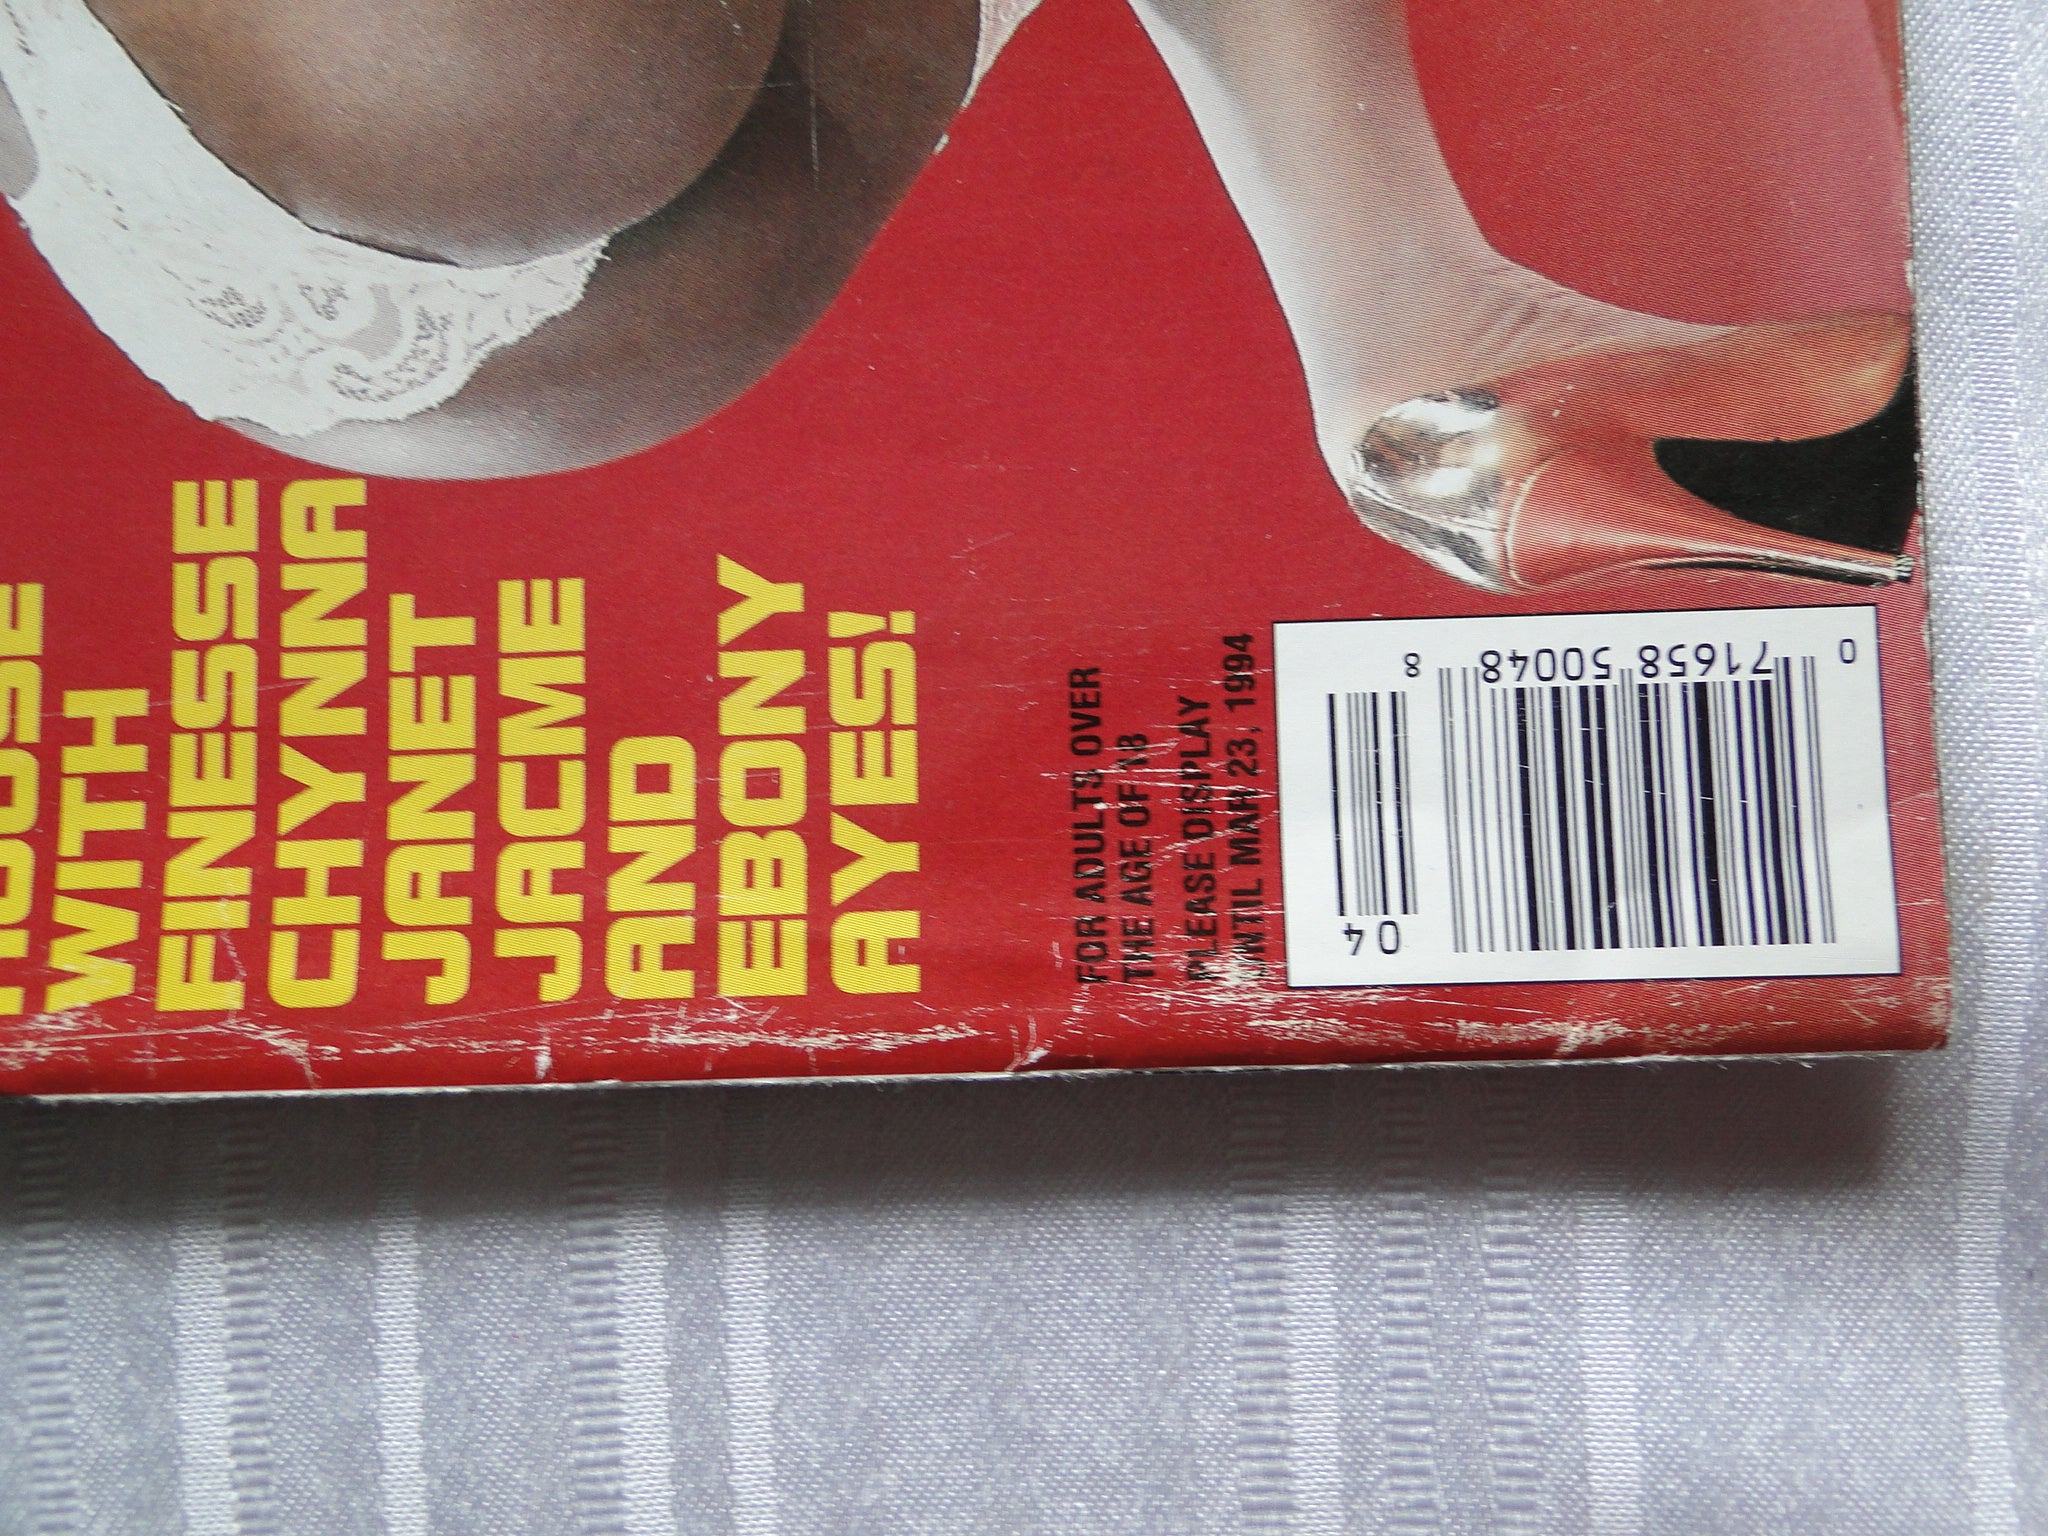 WITH
FINESSE
CHYNNA
JANET
JACME
AND
EBONY
AYES!
FOR ADULTS OVER
THE AGE OF 18
PLEASE DISPLAY
UNTIL MAR 23, 1994
0 71658 50048 8
04